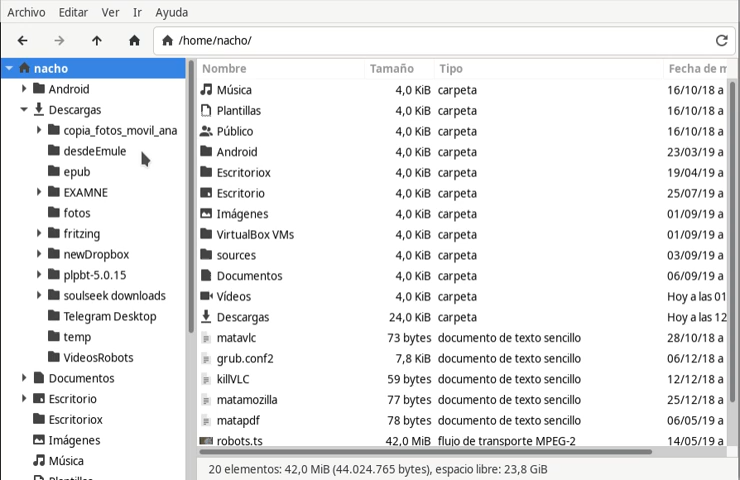 Archivo Editar Ver Ir Ayuda
/home/nacho/
nacho
Android
Descargas
copia_fotos_movil_ana
desdeEmule
epub
EXAMNE
fotos
fritzing
newDropbox
plpbt-5.0.15
soulseek downloads
Telegram Desktop
temp
VideosRobots
Documentos
Escritorio
Escritoriox
Imágenes
Música
Plantillas
Nombre Tamaño Tipo Fecha de m
Música 4,0 KiB carpeta 16/10/18 a
Plantillas 4,0 KiB carpeta 16/10/18 a
Público 4,0 KiB carpeta 16/10/18 a
Android 4,0 KiB carpeta 23/03/19 a
Escritoriox 4,0 KiB carpeta 19/04/19 a
Escritorio 4,0 KiB carpeta 25/07/19 a
Imágenes 4,0 KiB carpeta 01/09/19 a
VirtualBox VMs 4,0 KiB carpeta 01/09/19 a
sources 4,0 KiB carpeta 03/09/19 a
Documentos 4,0 KiB carpeta 06/09/19 a
Vídeos 4,0 KiB carpeta Hoy a las 01
Descargas 24,0 KiB carpeta Hoy a las 12
matavlc 73 bytes documento de texto sencillo 28/10/18 a
grub.conf2 7,8 KiB documento de texto sencillo 06/12/18 a
killVLC 59 bytes documento de texto sencillo 12/12/18 a
matamozilla 77 bytes documento de texto sencillo 25/12/18 a
matapdf 78 bytes documento de texto sencillo 06/05/19 a
robots.ts 42,0 MiB flujo de transporte MPEG-2 14/05/19 a
20 elementos: 42,0 MiB (44.024.765 bytes), espacio libre: 23,8 GiB